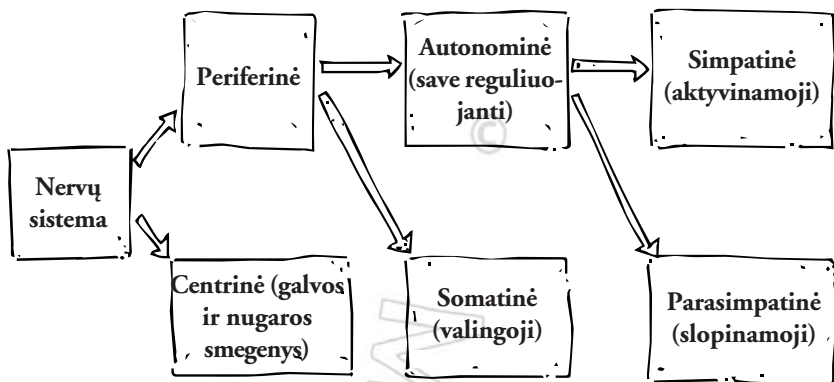 Periferinė
Autonominė
(save reguliuo-
janti)
Simpatinė
(aktyvinamoji)
Nervų
sistema
Centrinė (galvos
ir nugaros
smegenys)
Somatinė
(valingoji)
Parasimpatinė
(slopinamoji)
©